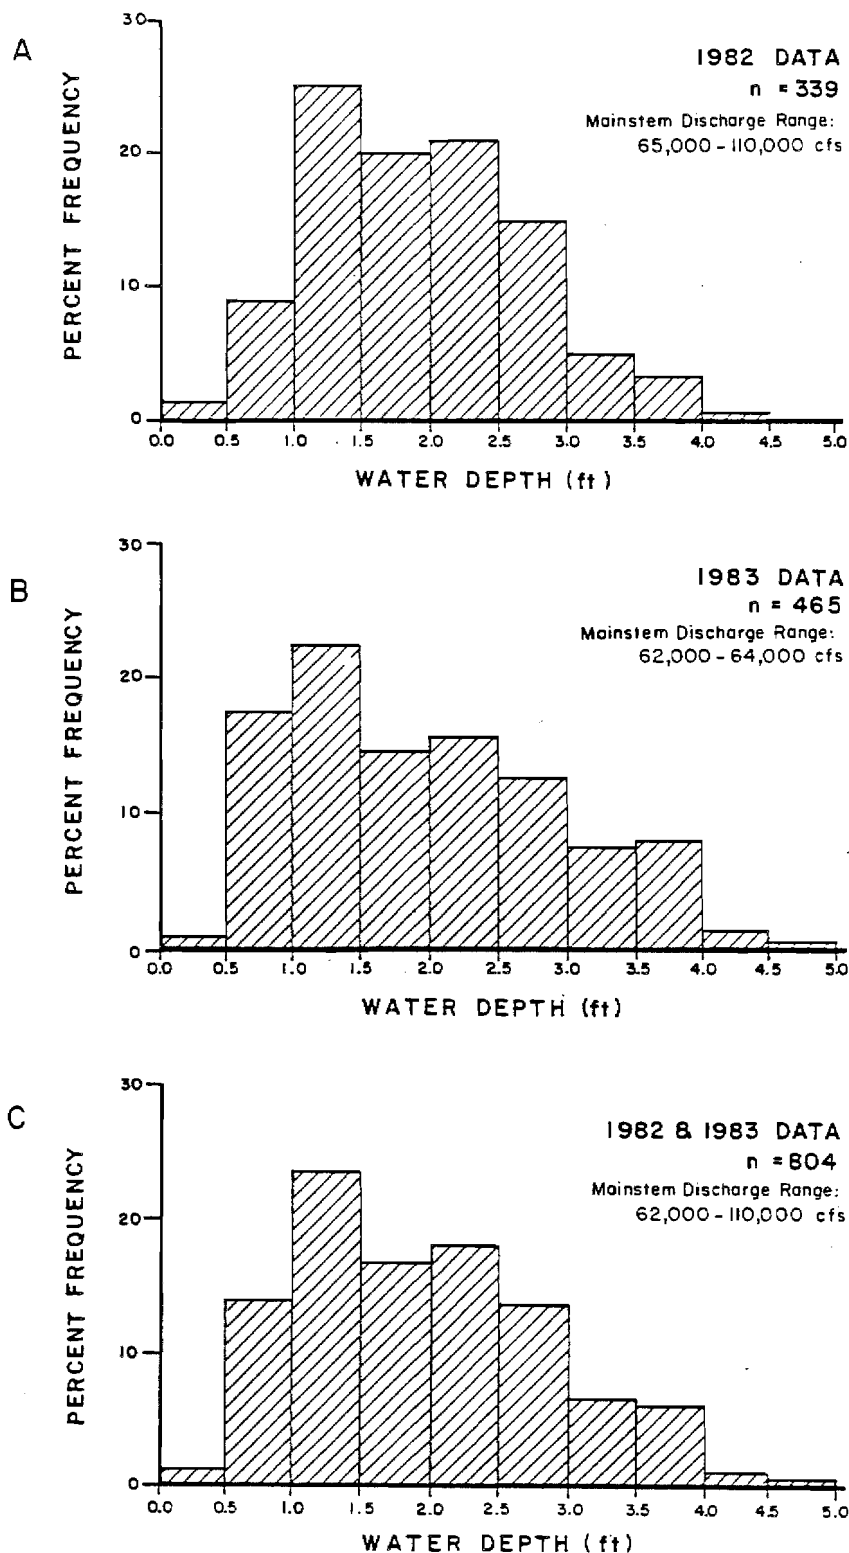 A
1982 DATA
n = 339
Mainstem Discharge Range:
65,000-110,000 cfs
PERCENT FREQUENCY
30
20
10
0
0.0 0.5 1.0 1.5 2.0 2.5 3.0 3.5 4.0 4.5 5.0
WATER DEPTH (ft)
B
1983 DATA
n = 465
Mainstem Discharge Range:
62,000-64,000 cfs
PERCENT FREQUENCY
30
20
10
0
0.0 0.5 1.0 1.5 2.0 2.5 3.0 3.5 4.0 4.5 5.0
WATER DEPTH (ft)
C
1982 & 1983 DATA
n = 804
Mainstem Discharge Range:
62,000-110,000 cfs
PERCENT FREQUENCY
30
20
10
0
0.0 0.5 1.0 1.5 2.0 2.5 3.0 3.5 4.0 4.5 5.0
WATER DEPTH (ft)